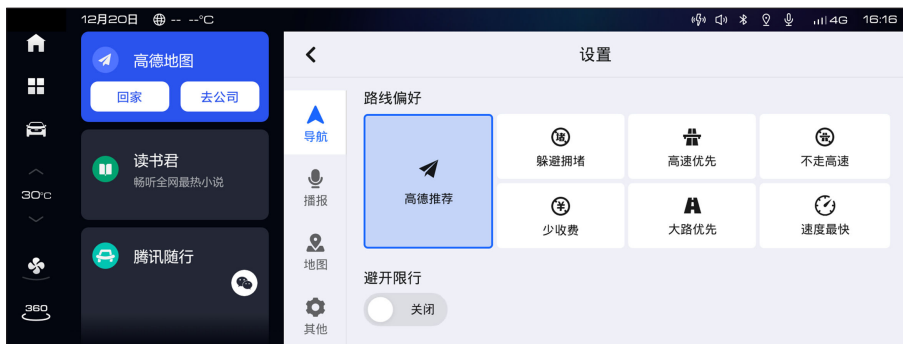 12月20日 -- --°C 4G 16:16
30°C
360
高德地图
回家 去公司
读书君
畅听全网最热小说
腾讯随行
设置
导航
播报
地图
其他
路线偏好
高德推荐
堵
躲避拥堵
高速优先
不走高速
¥
少收费
大路优先
速度最快
避开限行
关闭